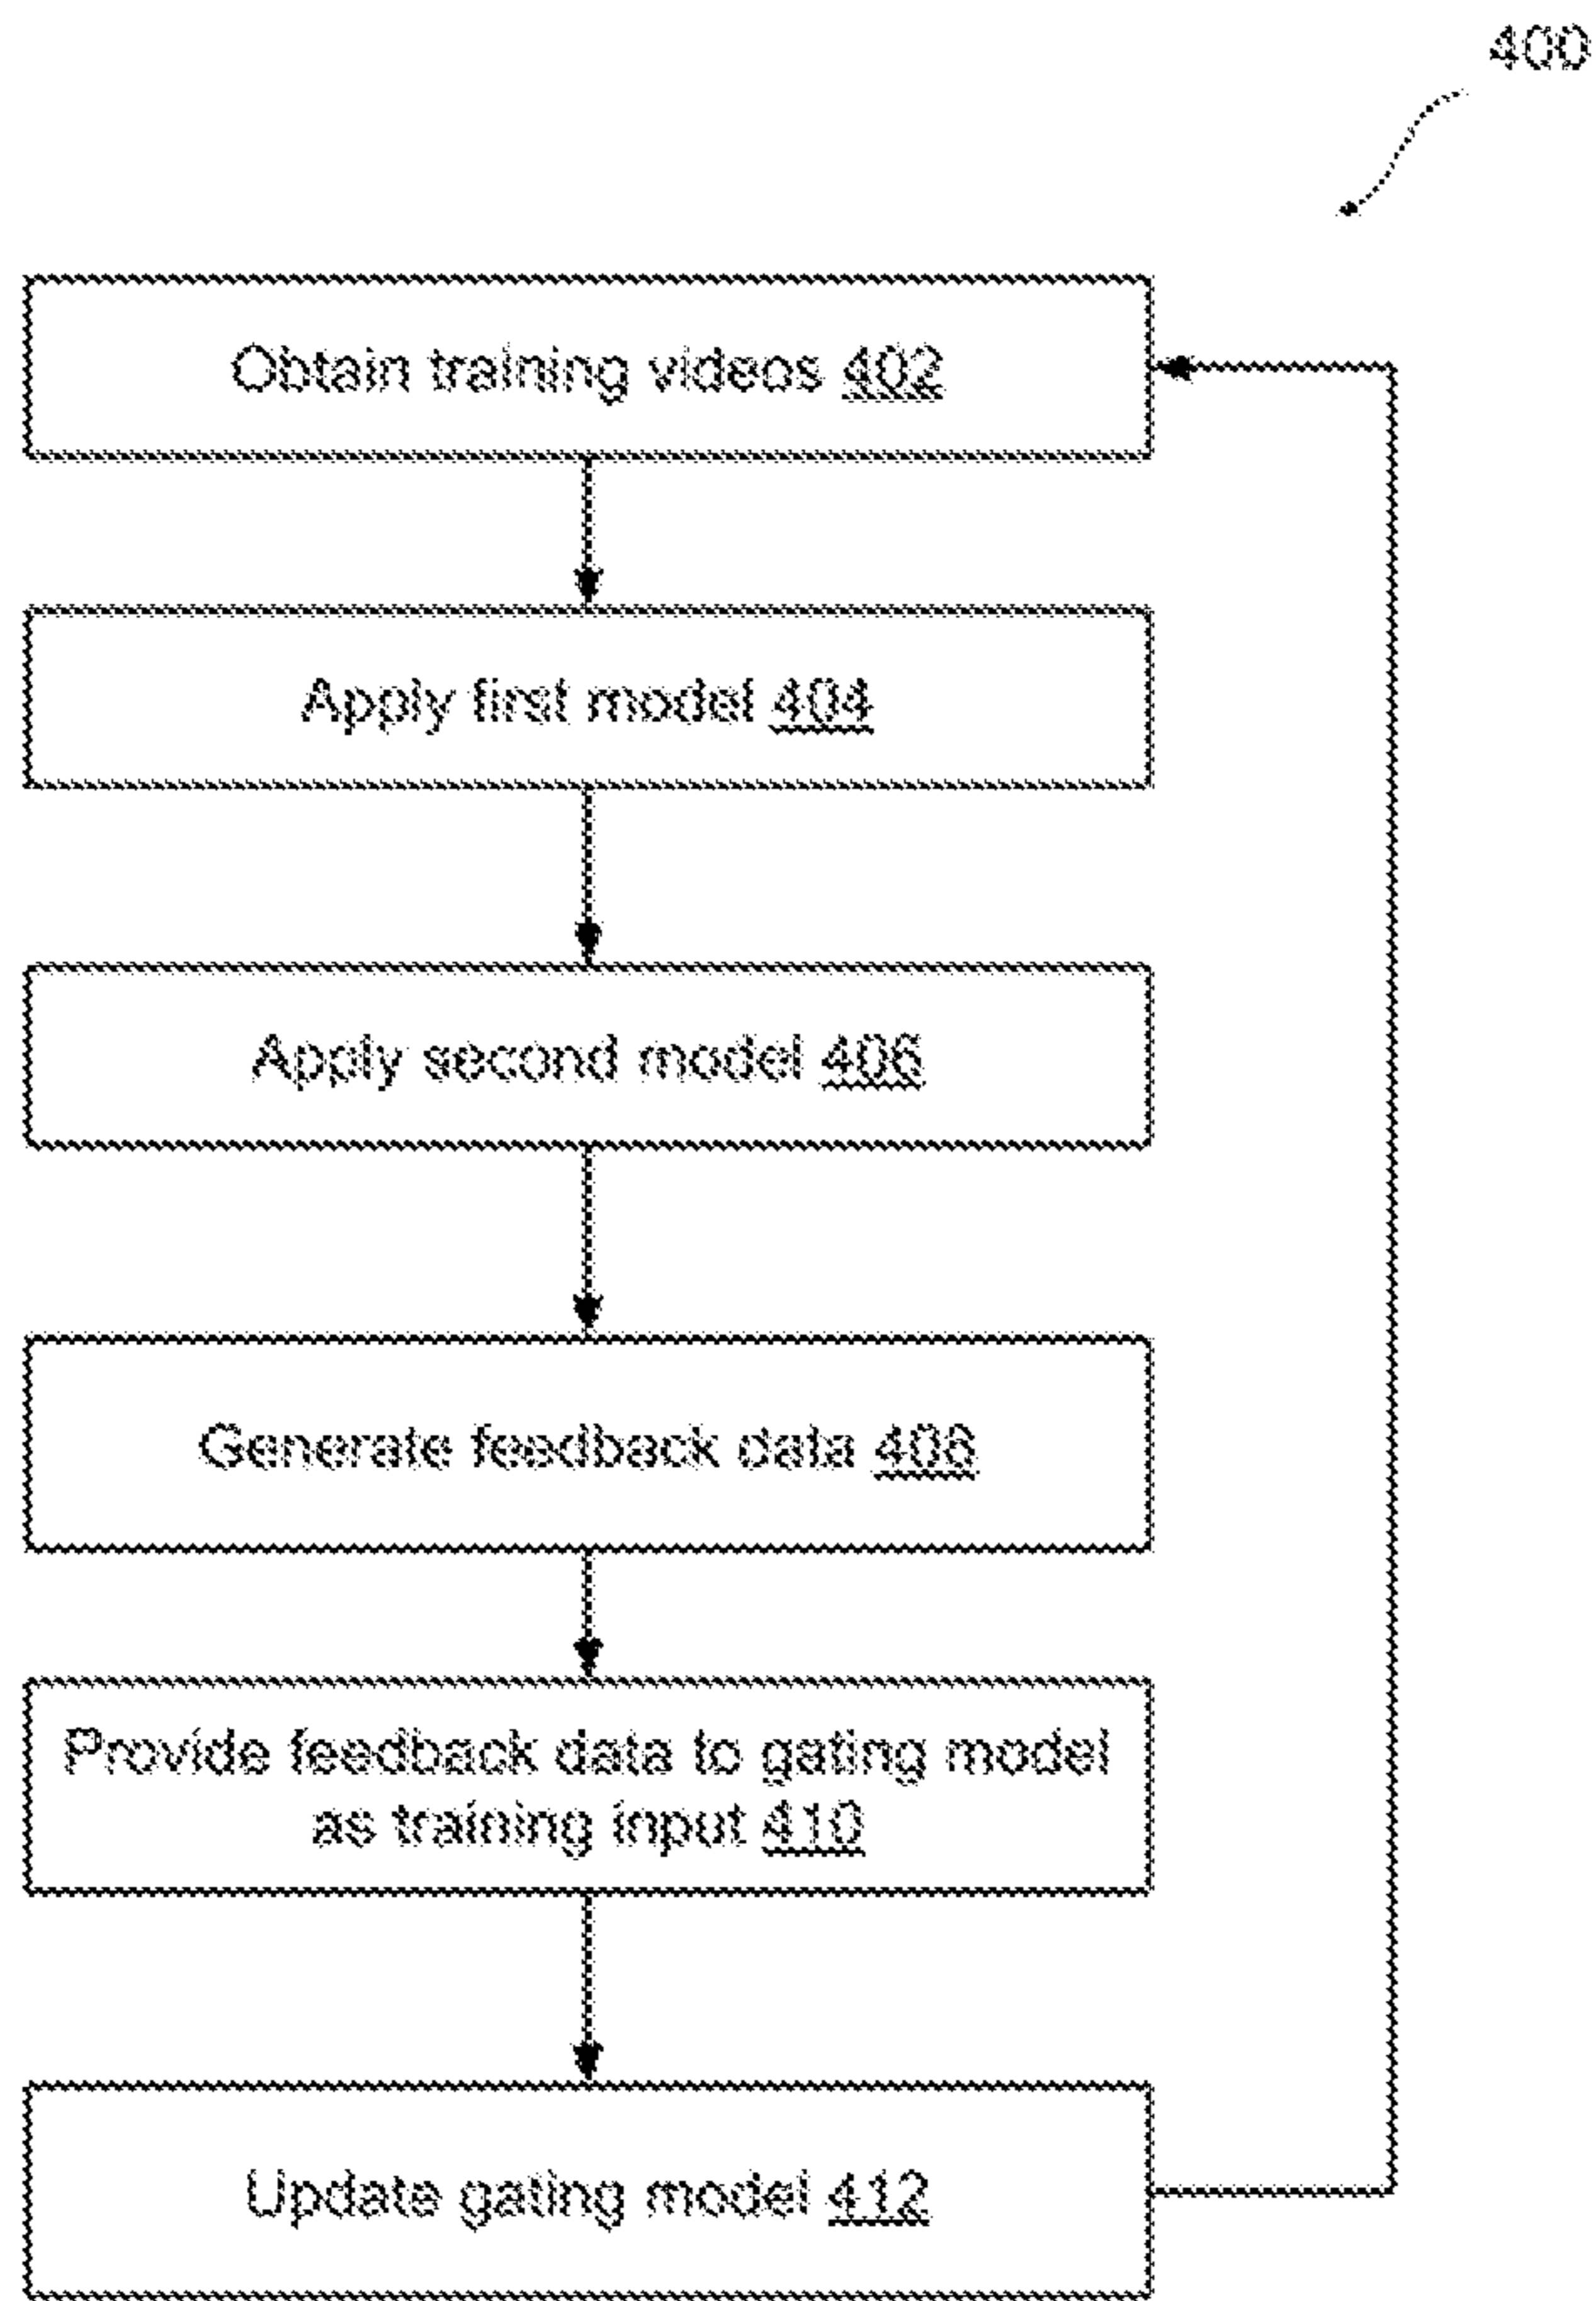 400
Obtain training videos 402
Apply first model 404
Apply second model 406
Generate feedback data 408
Provide feedback data to gating model
as training input 410
Update gating model 412